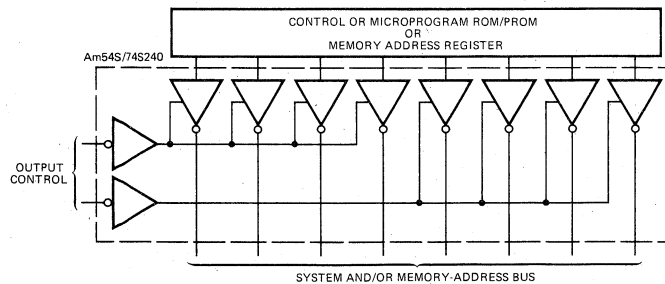 CONTROL OR MICROPROGRAM ROM/PROM
OR
MEMORY ADDRESS REGISTER
Am54S/74S240
OUTPUT
CONTROL
SYSTEM AND/OR MEMORY-ADDRESS BUS